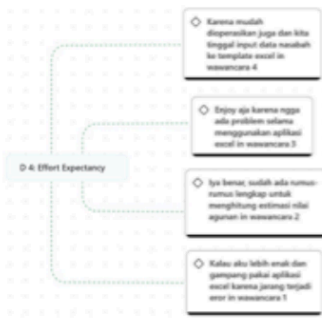 Karena mudah
dioperasikan juga dan kita
tinggal input data nasabah
ke template excel in
wawancara 4
Enjoy aja karena ngga
ada problem selama
menggunakan aplikasi
excel in wawancara 3
D 4: Effort Expectancy
Iya benar, sudah ada rumus-
rumus lengkap untuk
menghitung estimasi nilai
agunan in wawancara 2
Kalau aku lebih enak dan
gampang pakai aplikasi
excel karena jarang terjadi
eror in wawancara 1